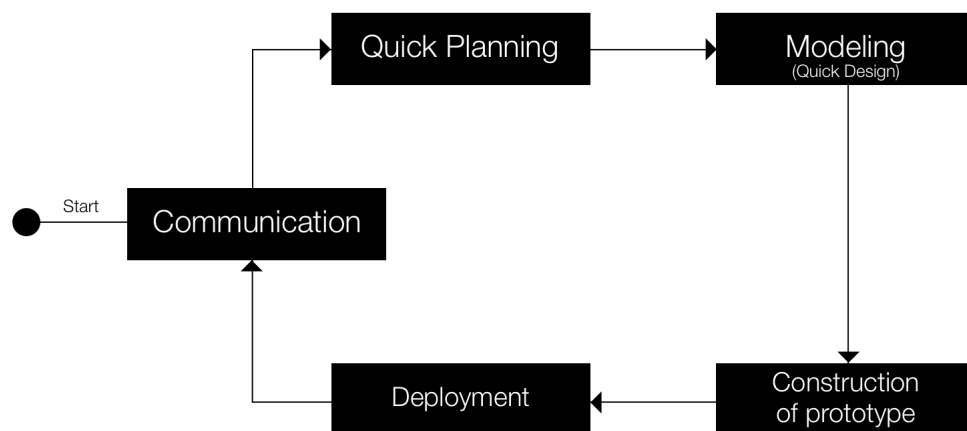 Quick Planning
Modeling
(Quick Design)
Start
Communication
Deployment
Construction
of prototype